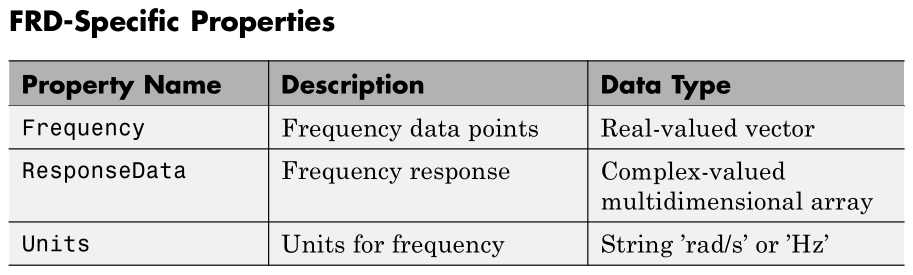 FRD-Specific Properties
Property Name Description Data Type
Frequency Frequency data points Real-valued vector
ResponseData Frequency response Complex-valued
multidimensional array
Units Units for frequency String ’rad/s’ or ’Hz’